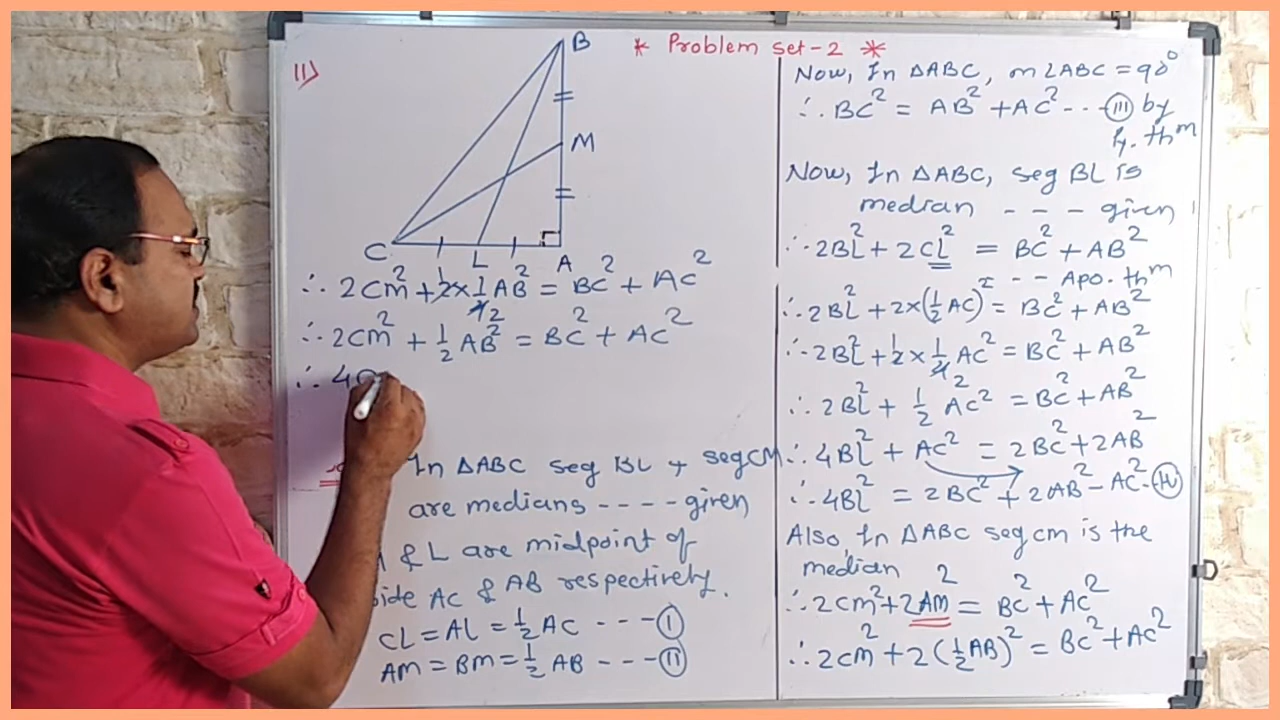 * Problem set-2 *
11)
B
M
C L A
∴ 2CM² + 2×1/4 AB² = BC² + AC²
∴ 2CM² + 1/2 AB² = BC² + AC²
∴ 4
In △ABC seg BL + seg CM
are medians ---- given
& L are midpoint of
side AC & AB respectively.
CL = AL = 1/2 AC --- I
AM = BM = 1/2 AB --- II
Now, In △ABC, m∠ABC = 90°
∴ BC² = AB² + AC² --- III by
Py. thm
Now, In △ABC, seg BL is
median --- given
∴ 2BL² + 2CL² = BC² + AB²
-- Apo. thm
∴ 2BL² + 2×(1/2 AC)² = BC² + AB²
∴ 2BL² + 2×1/4 AC² = BC² + AB²
∴ 2BL² + 1/2 AC² = BC² + AB²
∴ 4BL² + AC² = 2BC² + 2AB²
∴ 4BL² = 2BC² + 2AB² - AC² - IV
Also, In △ABC seg CM is the
median
∴ 2CM² + 2AM² = BC² + AC²
∴ 2CM² + 2(1/2 AB)² = BC² + AC²